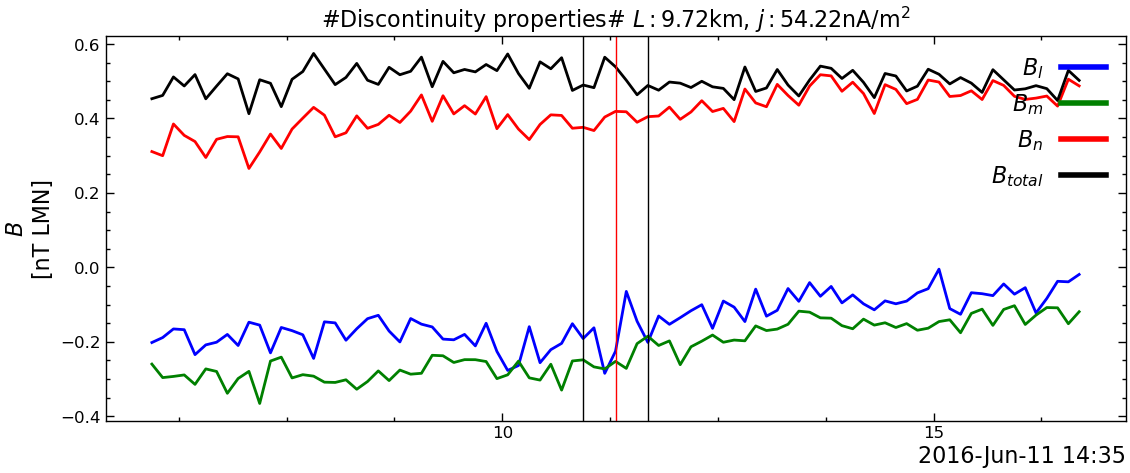 #Discontinuity properties# L : 9.72km, j : 54.22nA/m²
0.6
0.4
0.2
0.0
−0.2
−0.4
B
[nT LMN]
B_l
B_m
B_n
B_total
10
15
2016-Jun-11 14:35